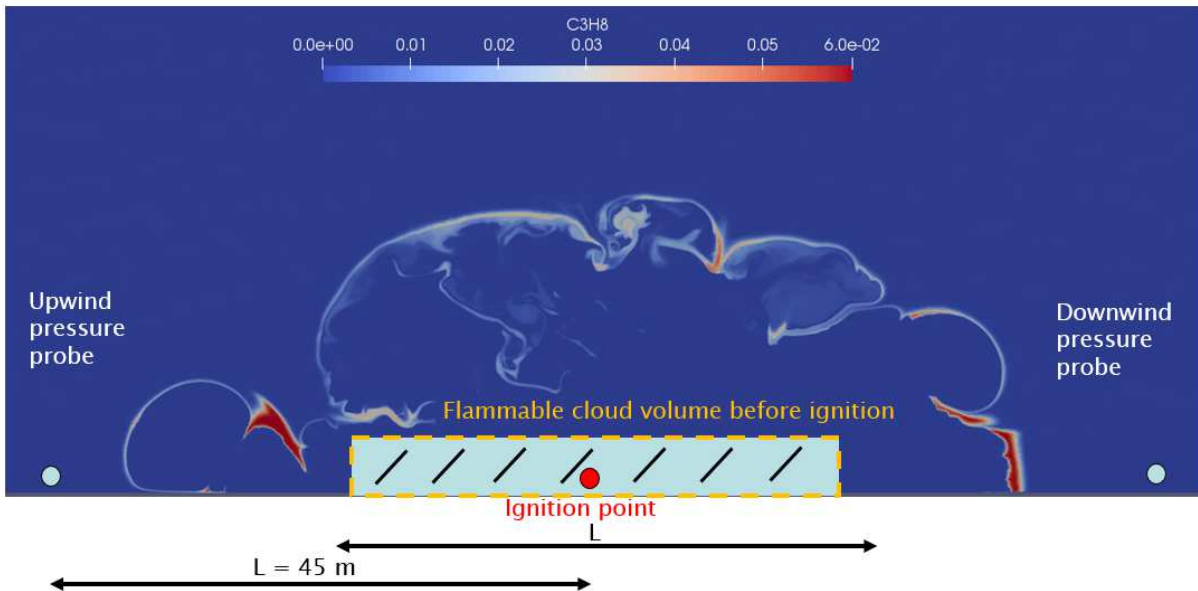 C3H8
0.0e+00 0.01 0.02 0.03 0.04 0.05 6.0e-02
Upwind
pressure
probe
Downwind
pressure
probe
Flammable cloud volume before ignition
Ignition point
L
L = 45 m